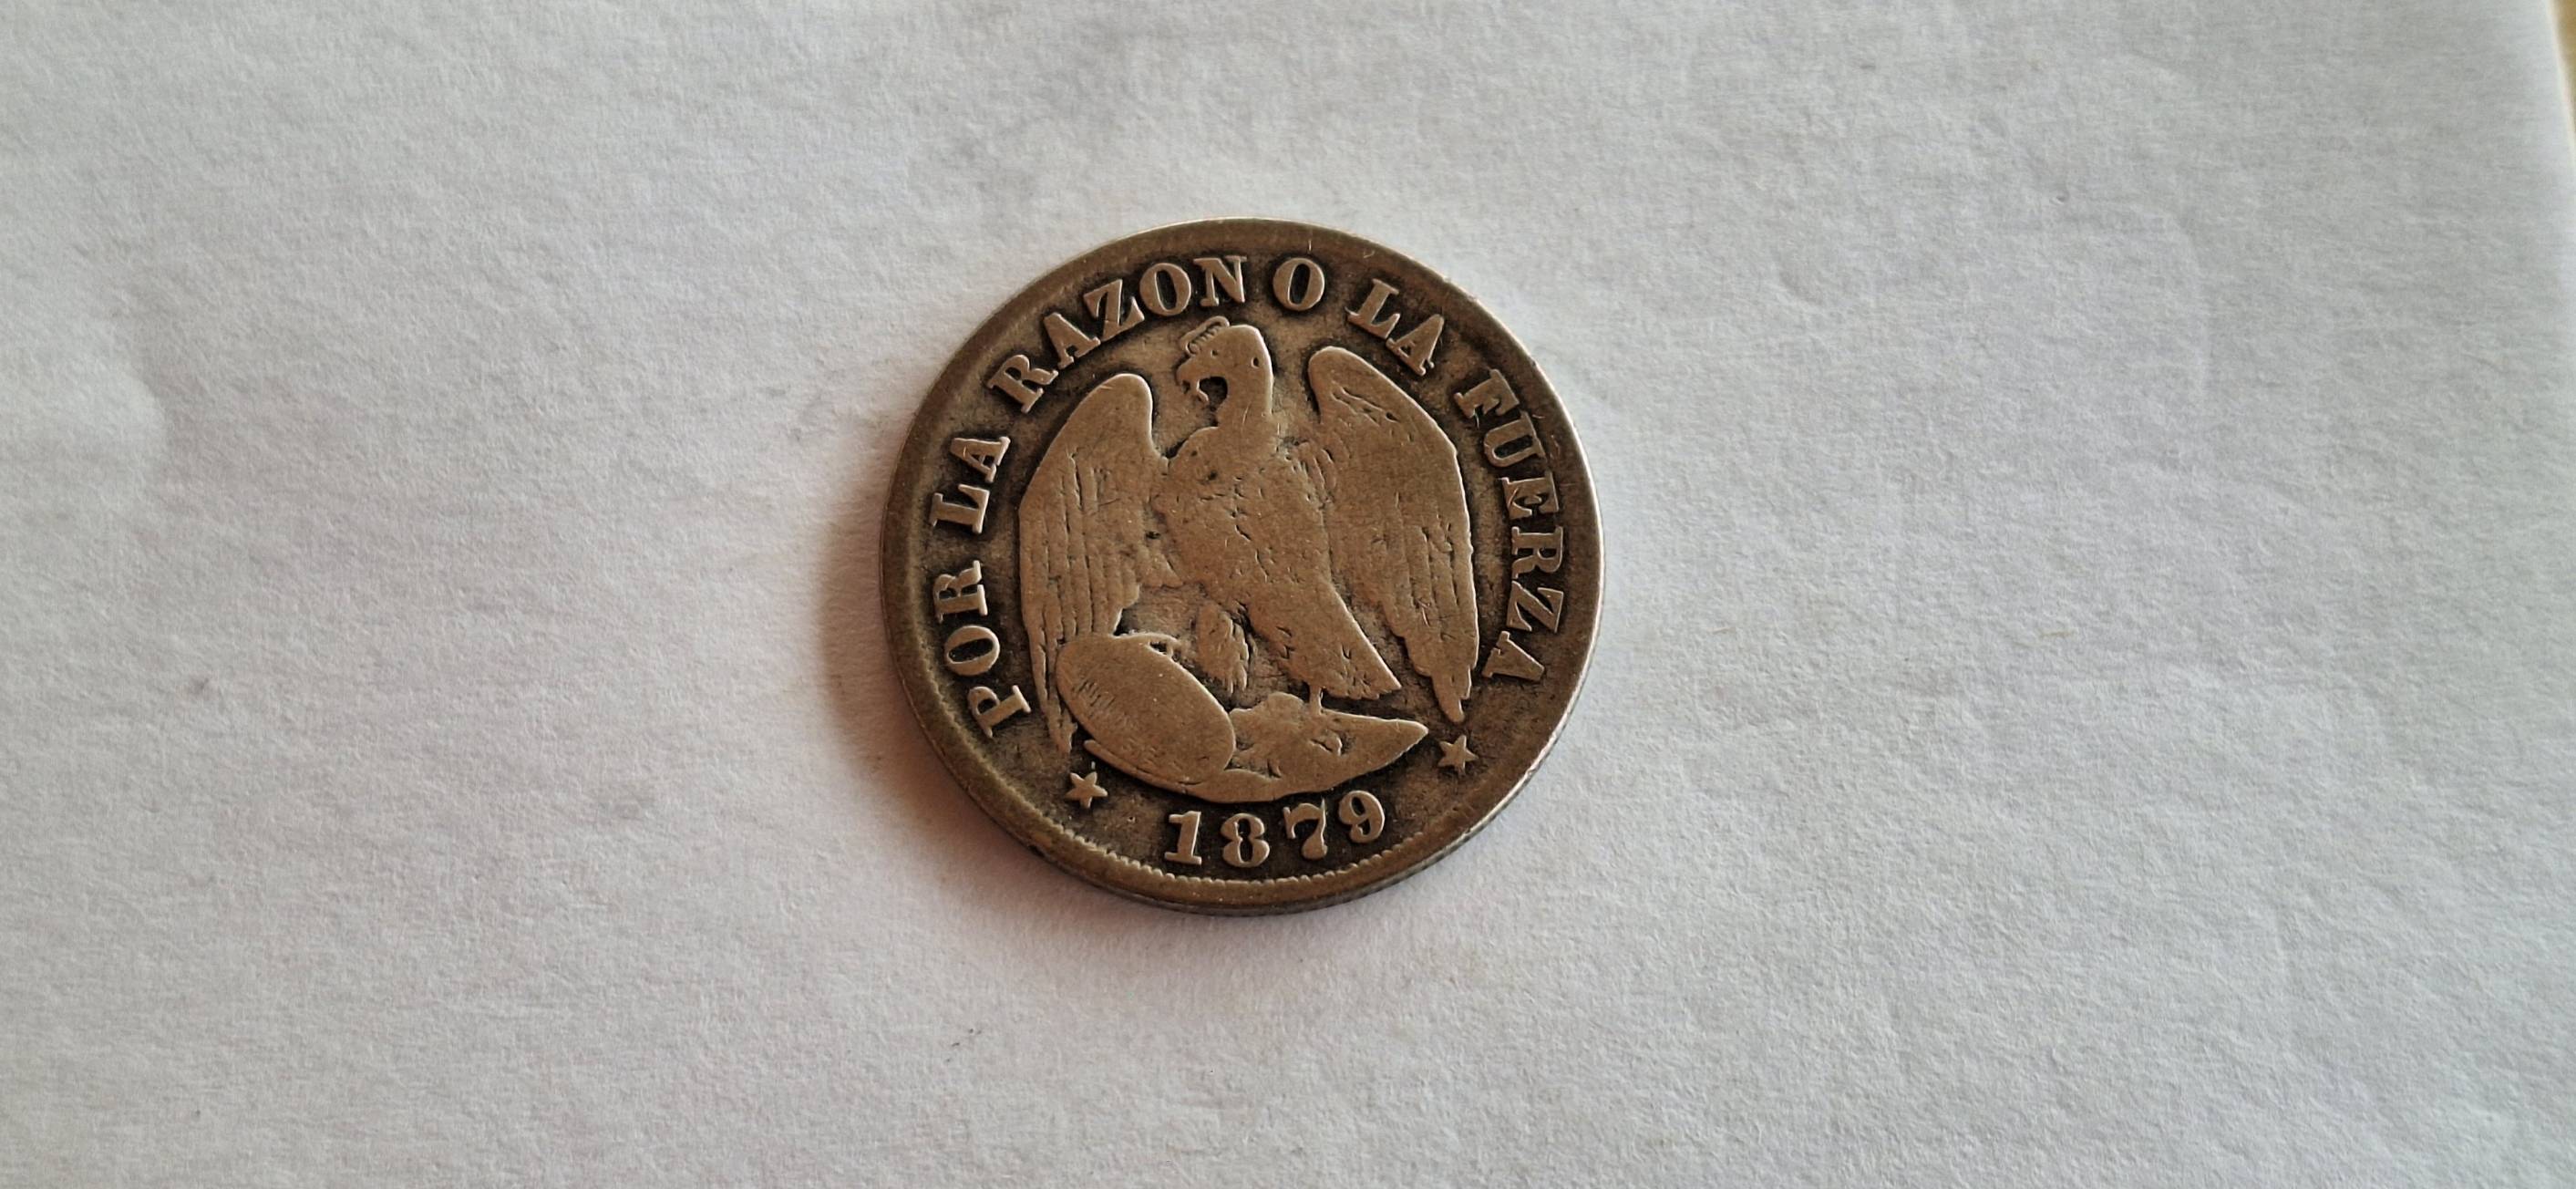 POR LA RAZON O LA FUERZA
1879